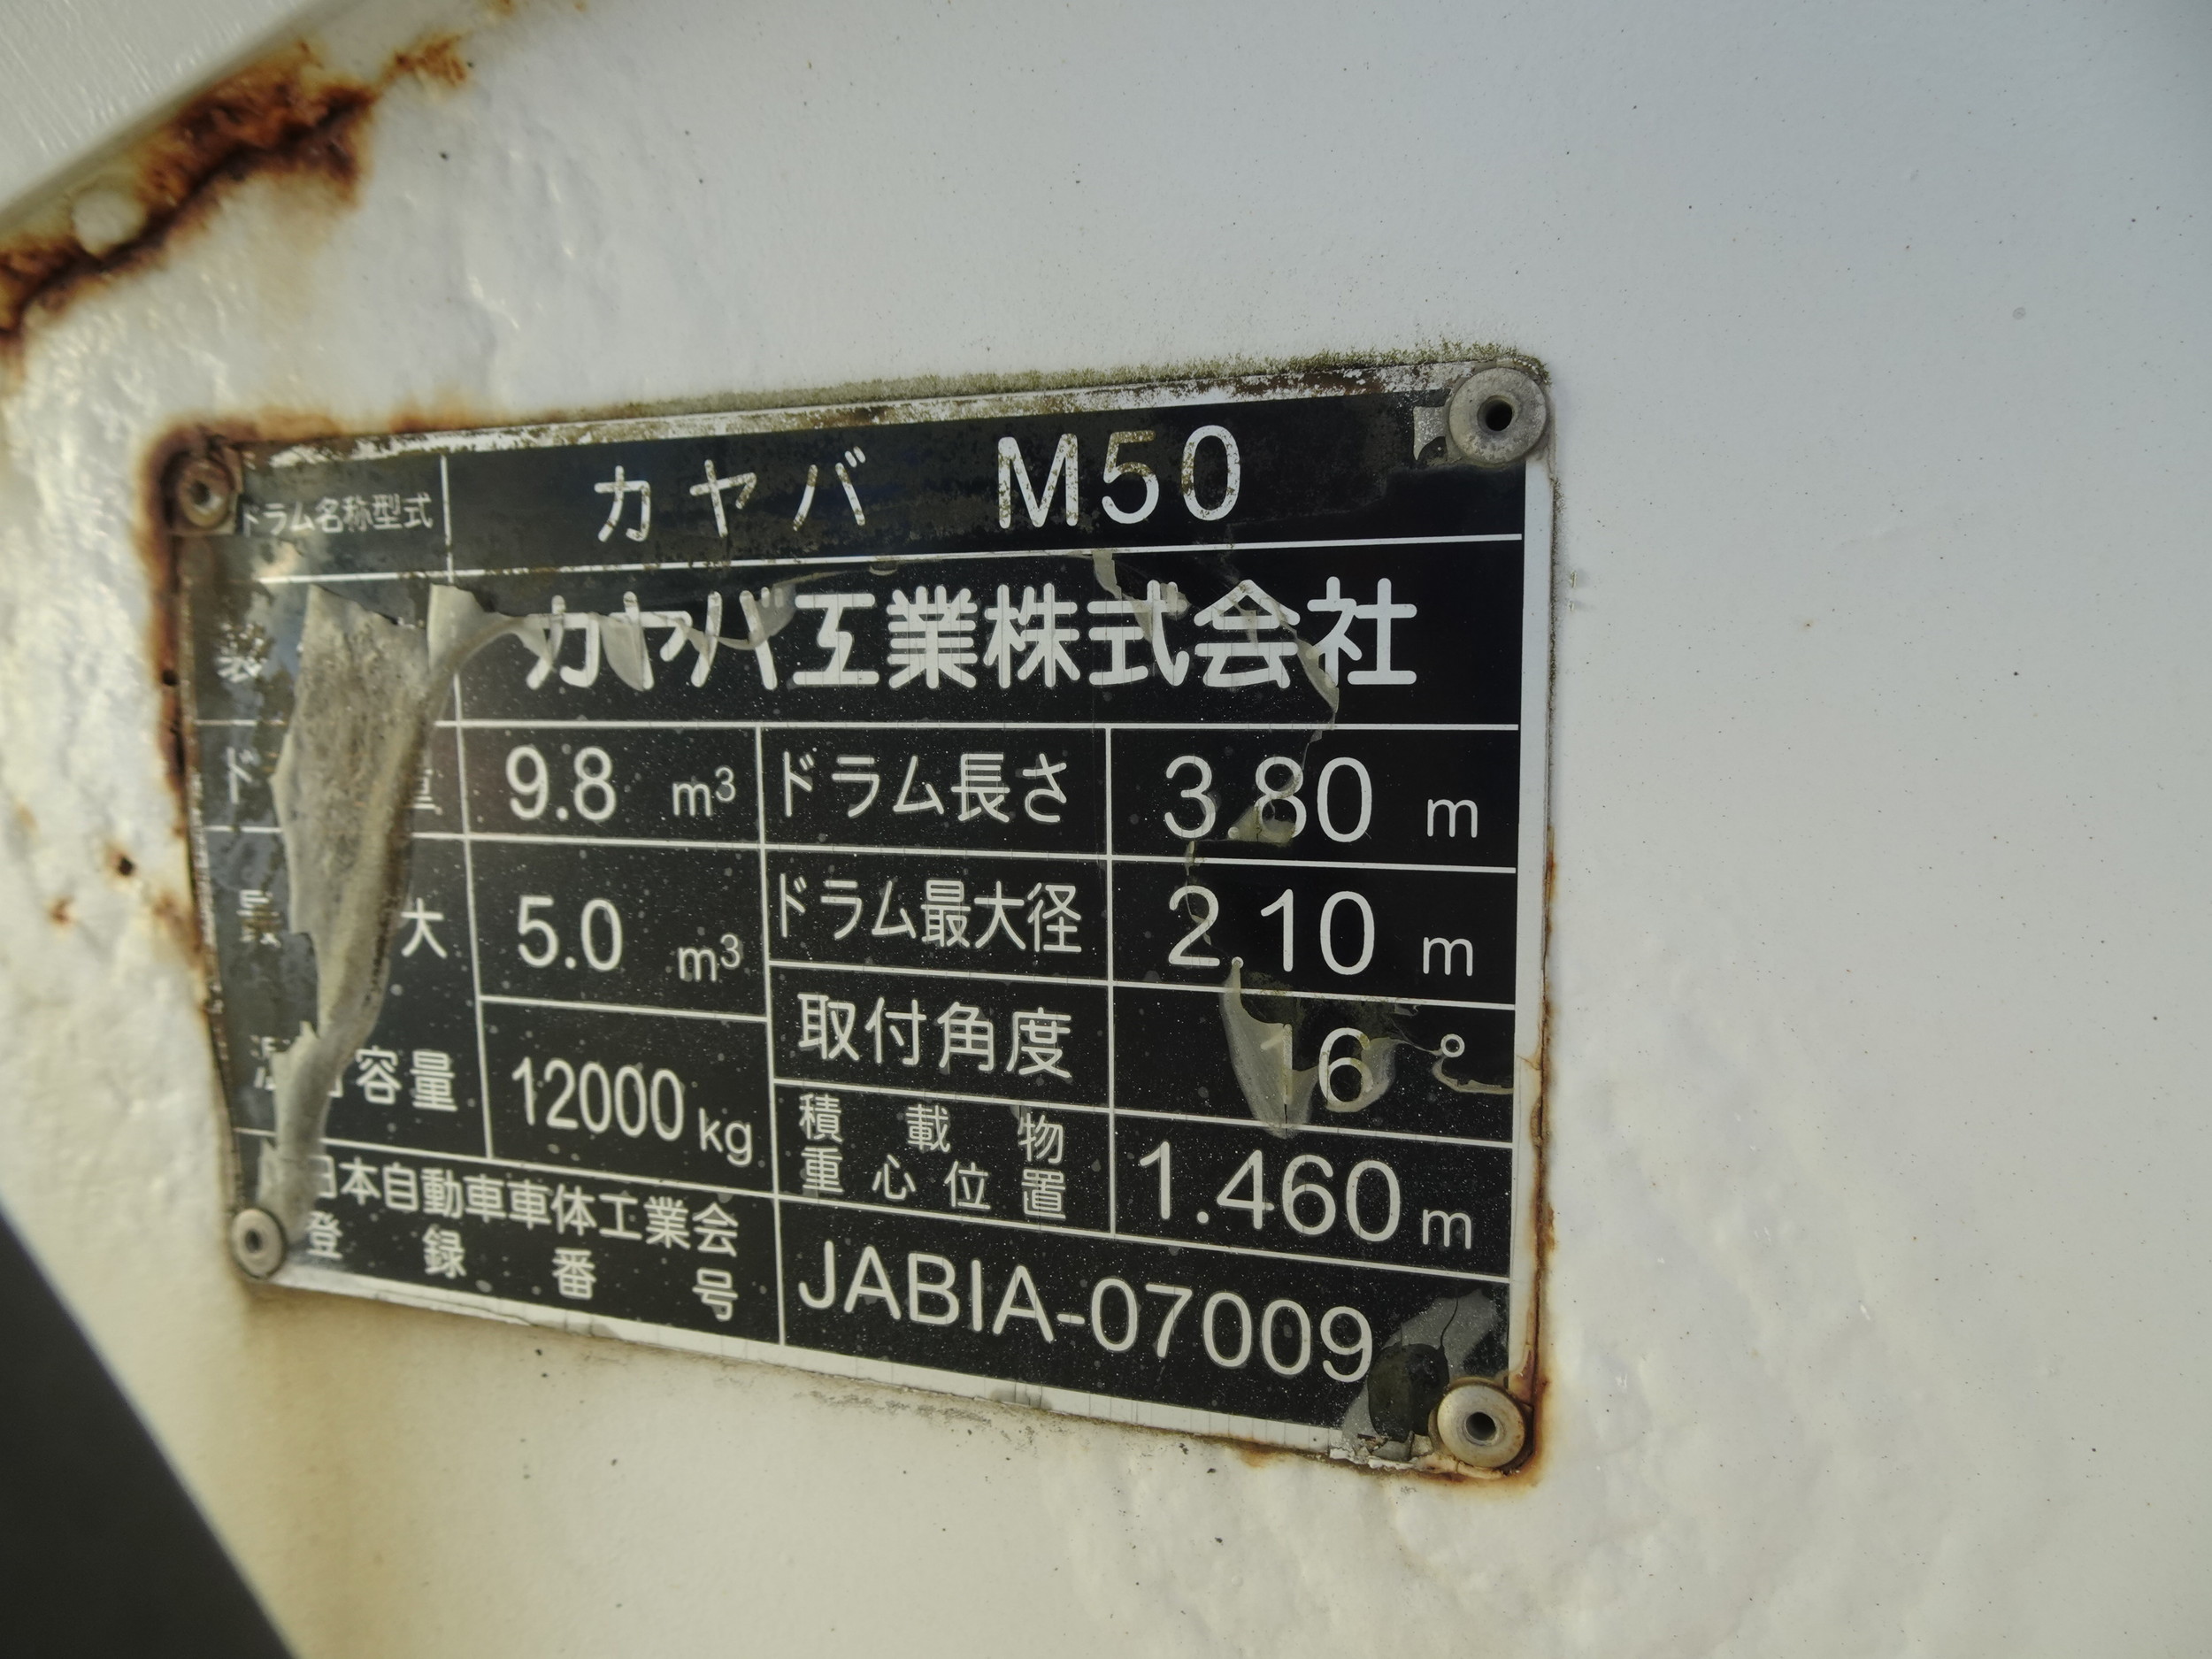 ドラム名称型式 カヤバ M50
カヤバ工業株式会社
9.8 m³ ドラム長さ 3.80 m
最 大 5.0 m³ ドラム最大径 2.10 m
取付角度 16°
容量 12000kg 積載物
重心位置 1.460m
日本自動車車体工業会
登録番号 JABIA-07009